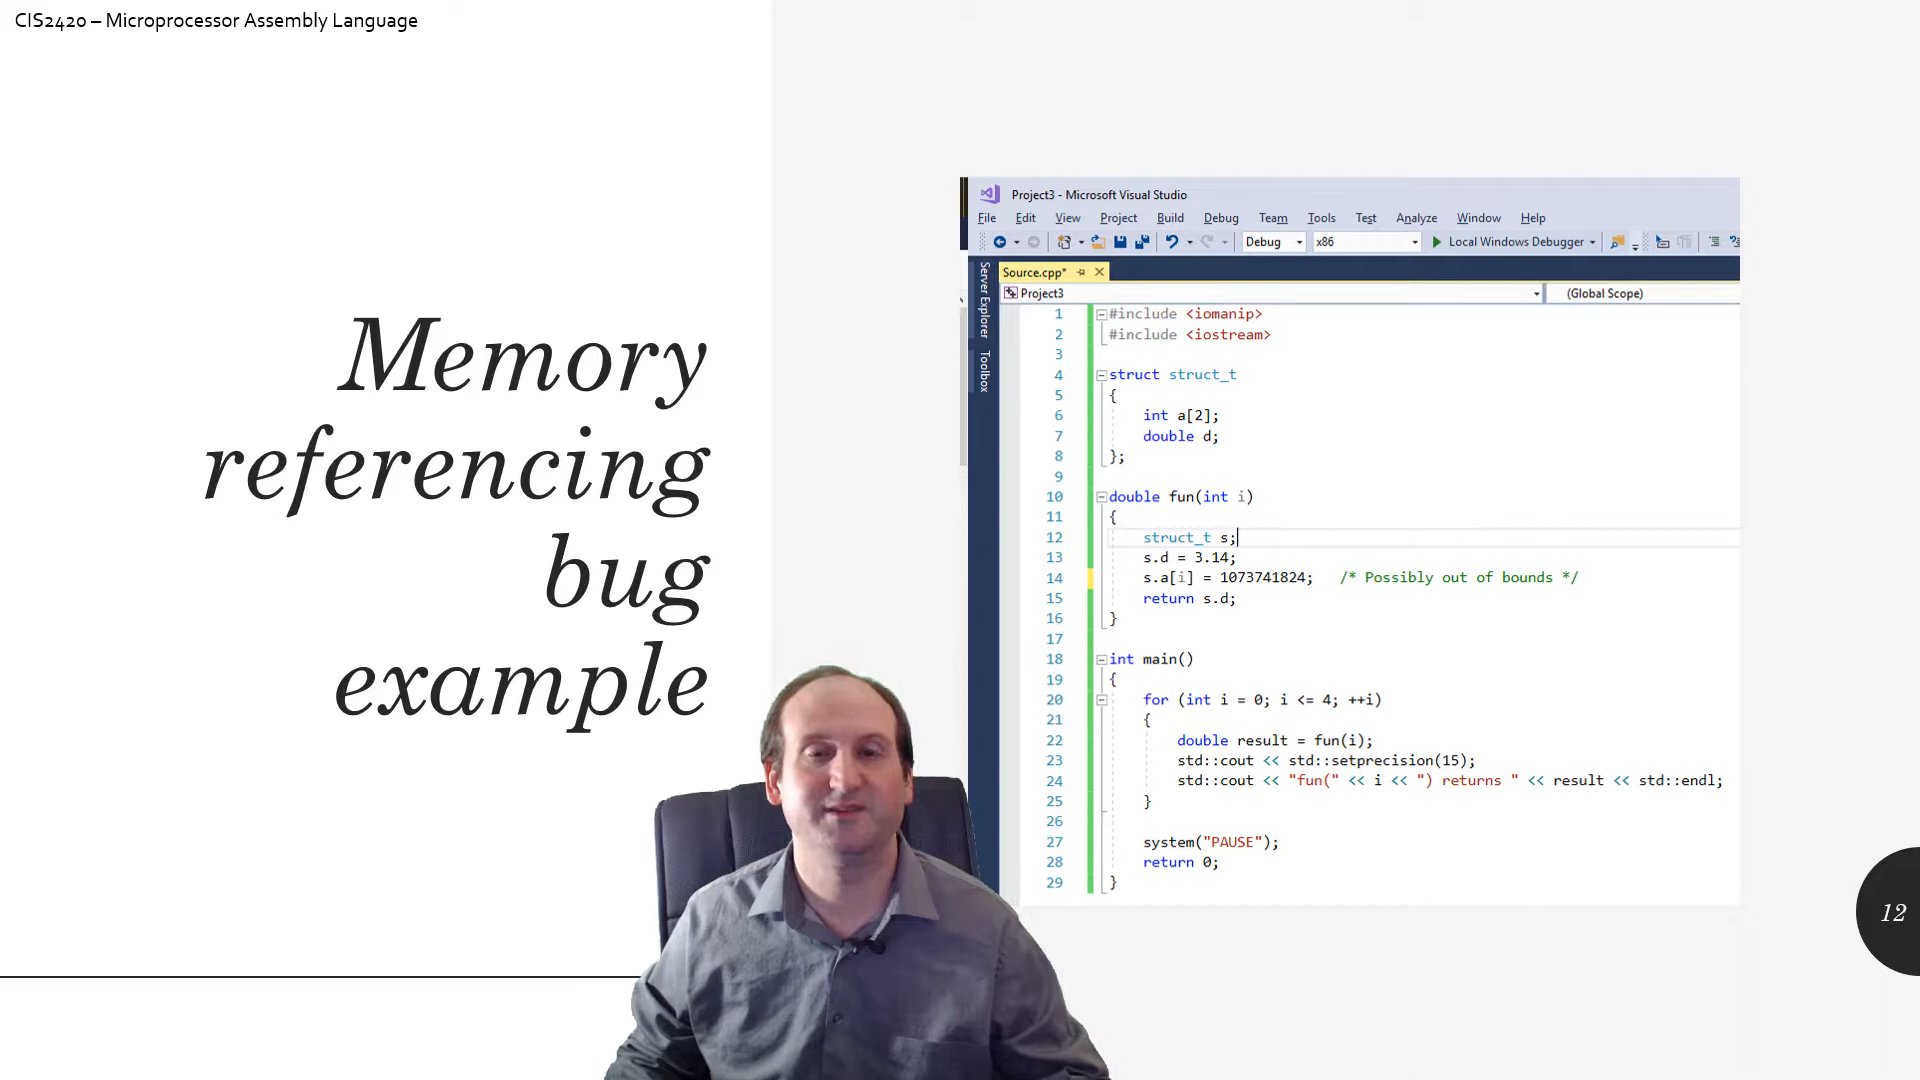 CIS2420 – Microprocessor Assembly Language
Memory
referencing
bug
example
Project3 - Microsoft Visual Studio
File Edit View Project Build Debug Team Tools Test Analyze Window Help
Debug x86 Local Windows Debugger
Server Explorer
Toolbox
Source.cpp*
Project3 (Global Scope)
1 #include <iomanip>
2 #include <iostream>
3
4 struct struct_t
5 {
6 int a[2];
7 double d;
8 };
9
10 double fun(int i)
11 {
12 struct_t s;
13 s.d = 3.14;
14 s.a[i] = 1073741824; /* Possibly out of bounds */
15 return s.d;
16 }
17
18 int main()
19 {
20 for (int i = 0; i <= 4; ++i)
21 {
22 double result = fun(i);
23 std::cout << std::setprecision(15);
24 std::cout << "fun(" << i << ") returns " << result << std::endl;
25 }
26
27 system("PAUSE");
28 return 0;
29 }
12